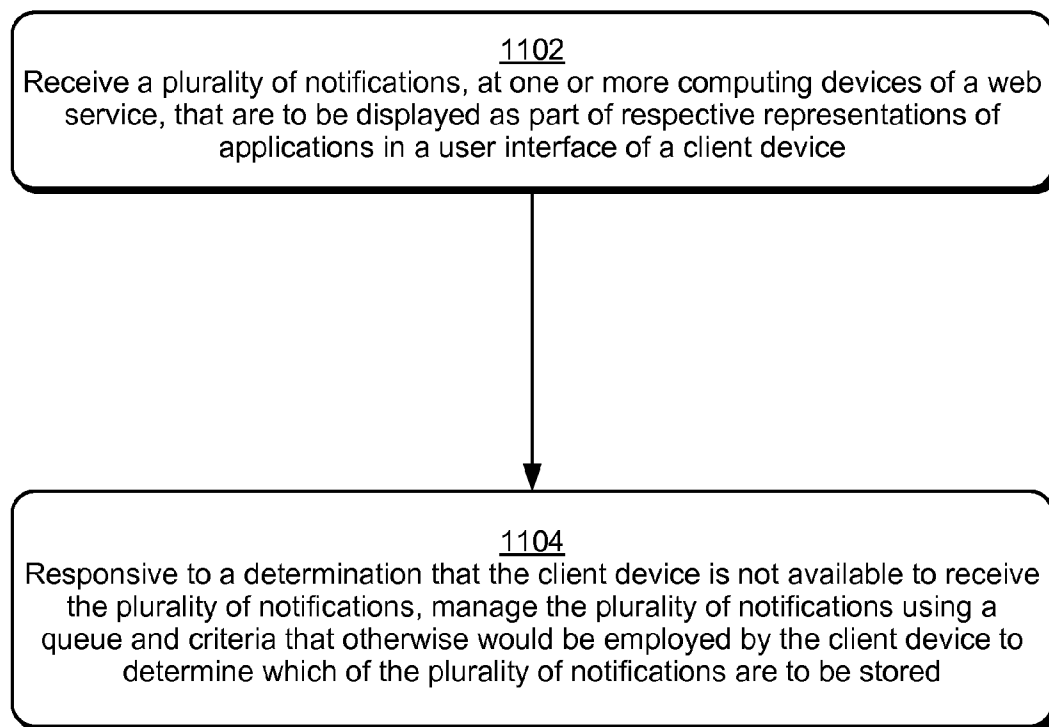 1102
Receive a plurality of notifications, at one or more computing devices of a web
service, that are to be displayed as part of respective representations of
applications in a user interface of a client device
1104
Responsive to a determination that the client device is not available to receive
the plurality of notifications, manage the plurality of notifications using a
queue and criteria that otherwise would be employed by the client device to
determine which of the plurality of notifications are to be stored